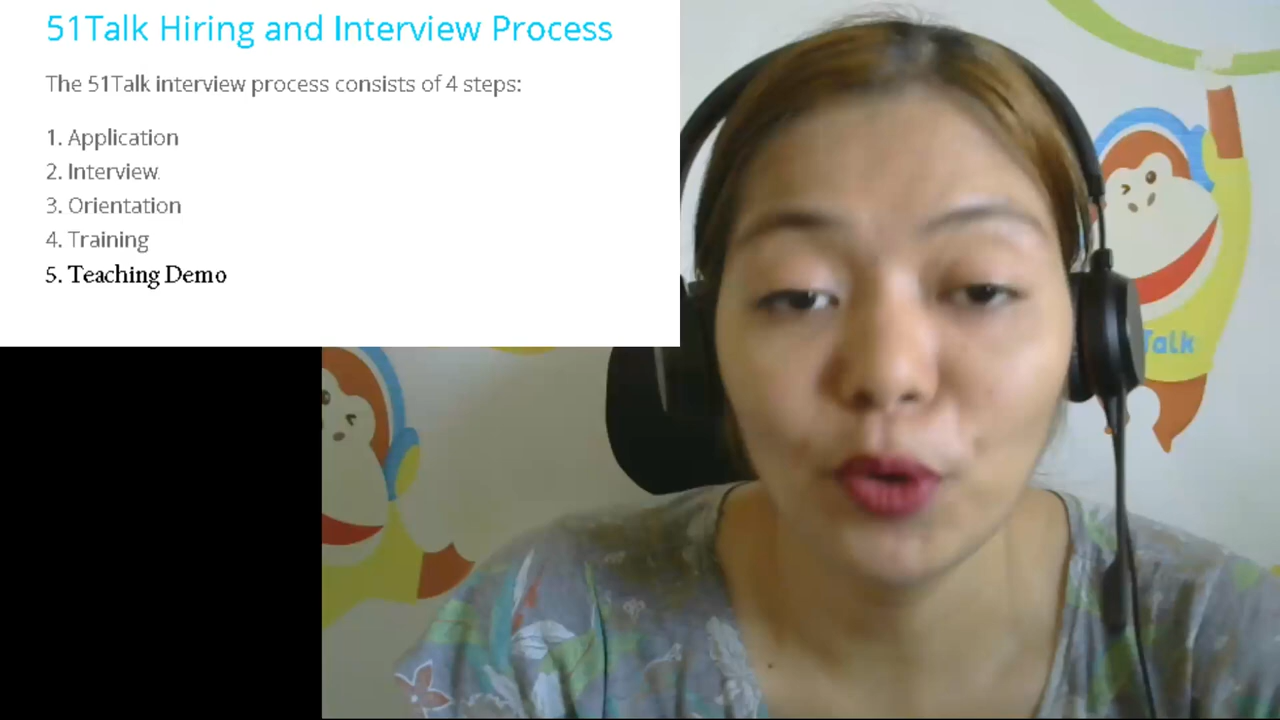 51Talk Hiring and Interview Process
The 51Talk interview process consists of 4 steps:
1. Application
2. Interview.
3. Orientation
4. Training
5. Teaching Demo
Talk